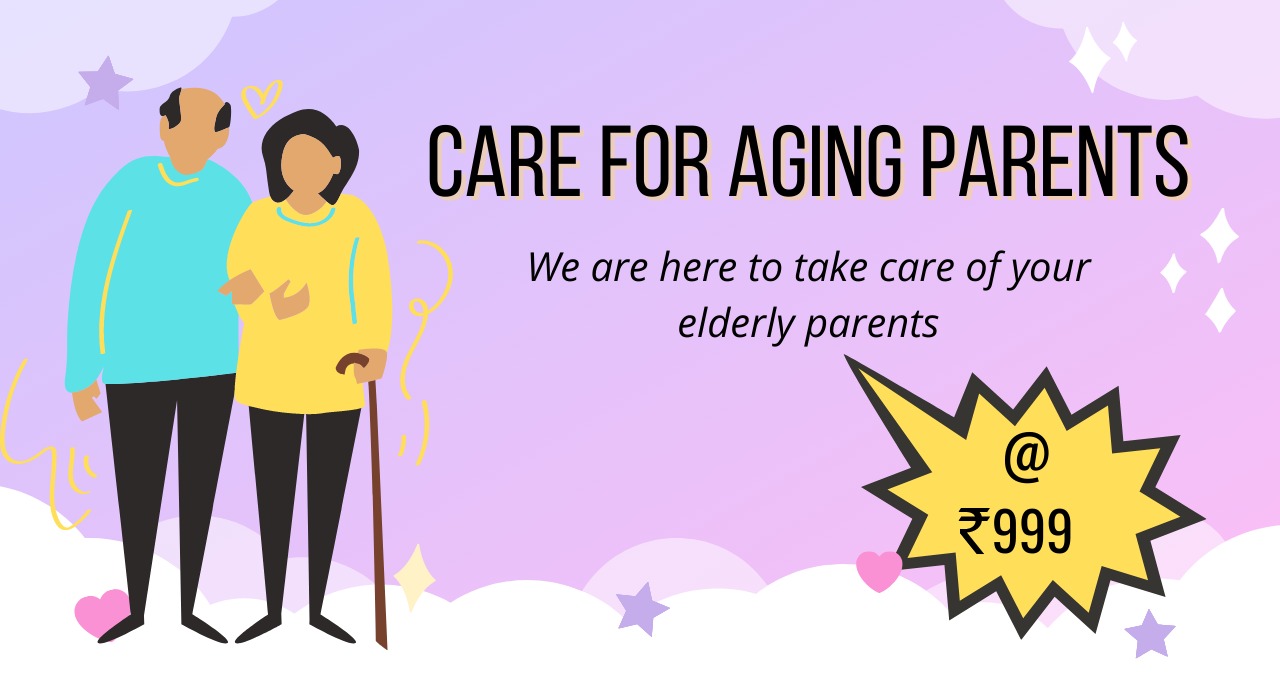 CARE FOR AGING PARENTS
We are here to take care of your
elderly parents
@
₹999